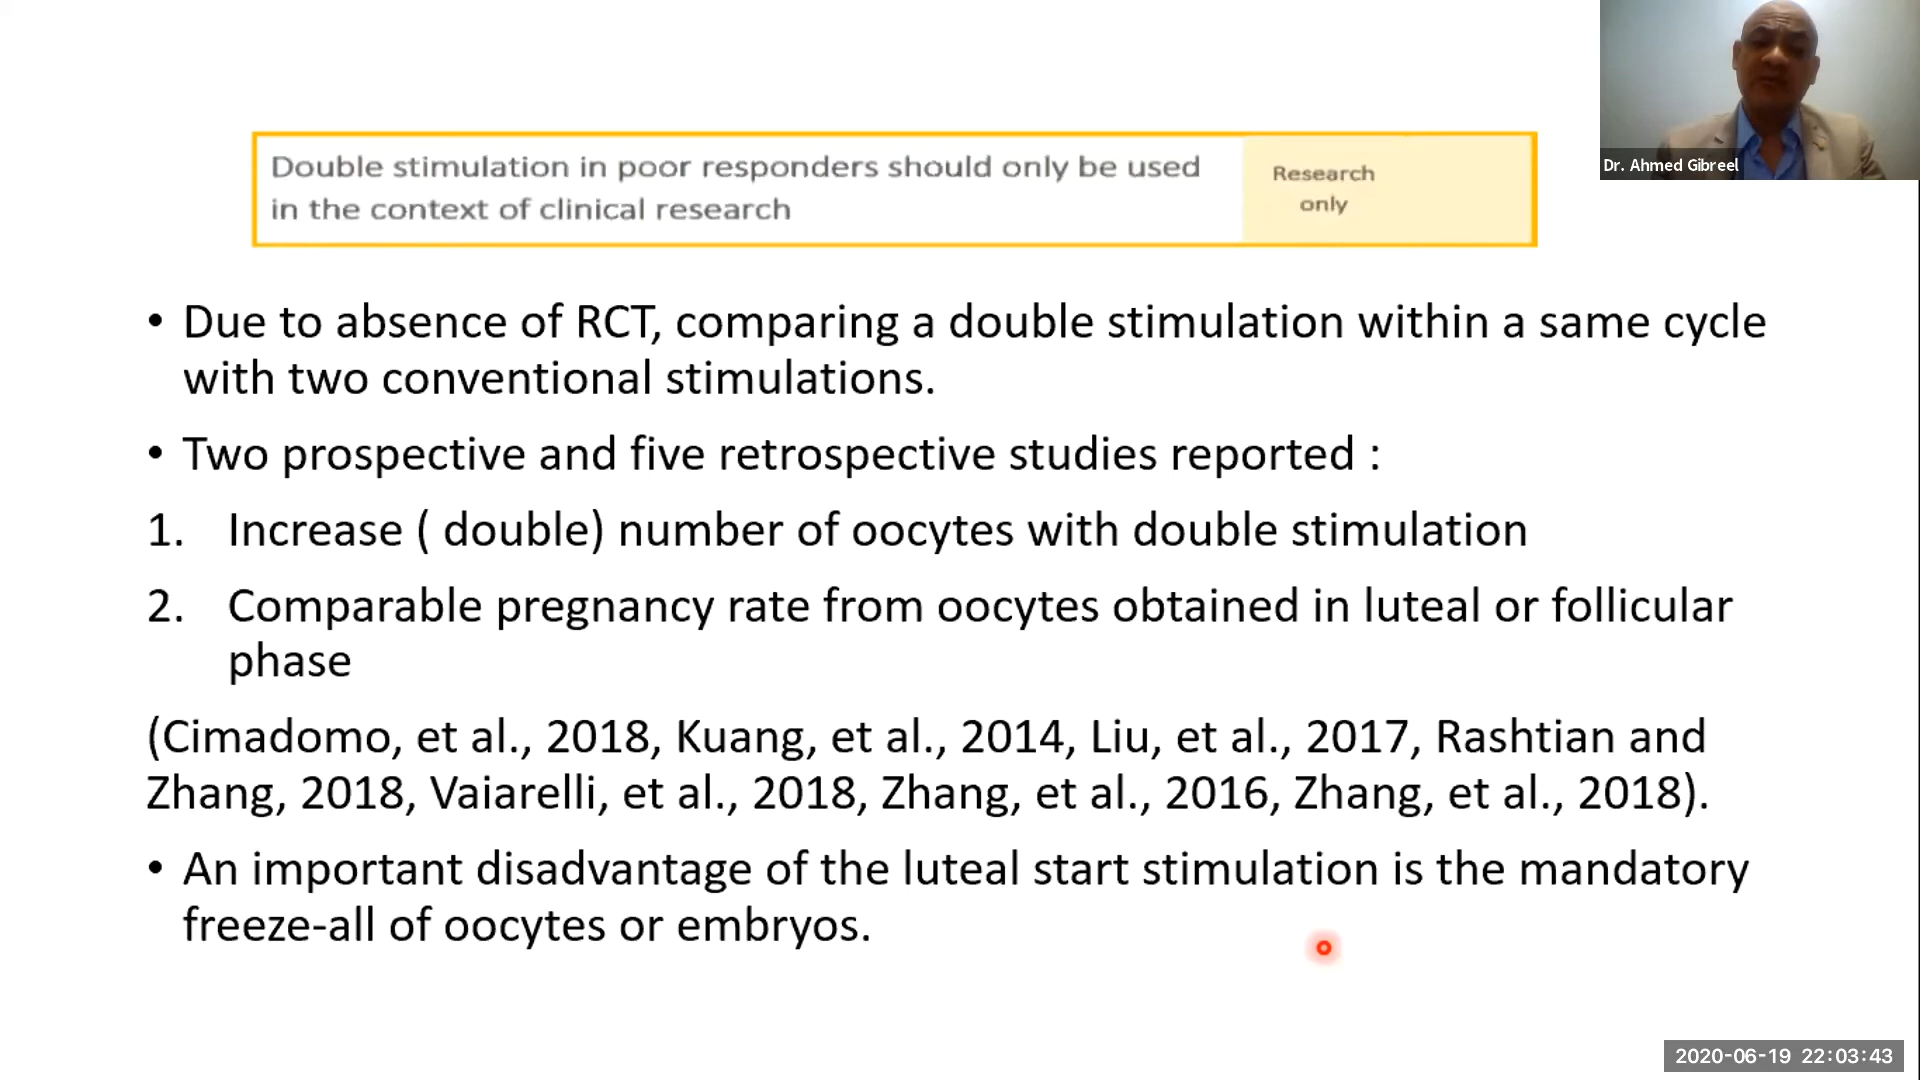 Double stimulation in poor responders should only be used
in the context of clinical research
Research
only
Dr. Ahmed Gibreel
• Due to absence of RCT, comparing a double stimulation within a same cycle
with two conventional stimulations.
• Two prospective and five retrospective studies reported :
1. Increase ( double) number of oocytes with double stimulation
2. Comparable pregnancy rate from oocytes obtained in luteal or follicular
phase
(Cimadomo, et al., 2018, Kuang, et al., 2014, Liu, et al., 2017, Rashtian and
Zhang, 2018, Vaiarelli, et al., 2018, Zhang, et al., 2016, Zhang, et al., 2018).
• An important disadvantage of the luteal start stimulation is the mandatory
freeze-all of oocytes or embryos.
2020-06-19 22:03:43